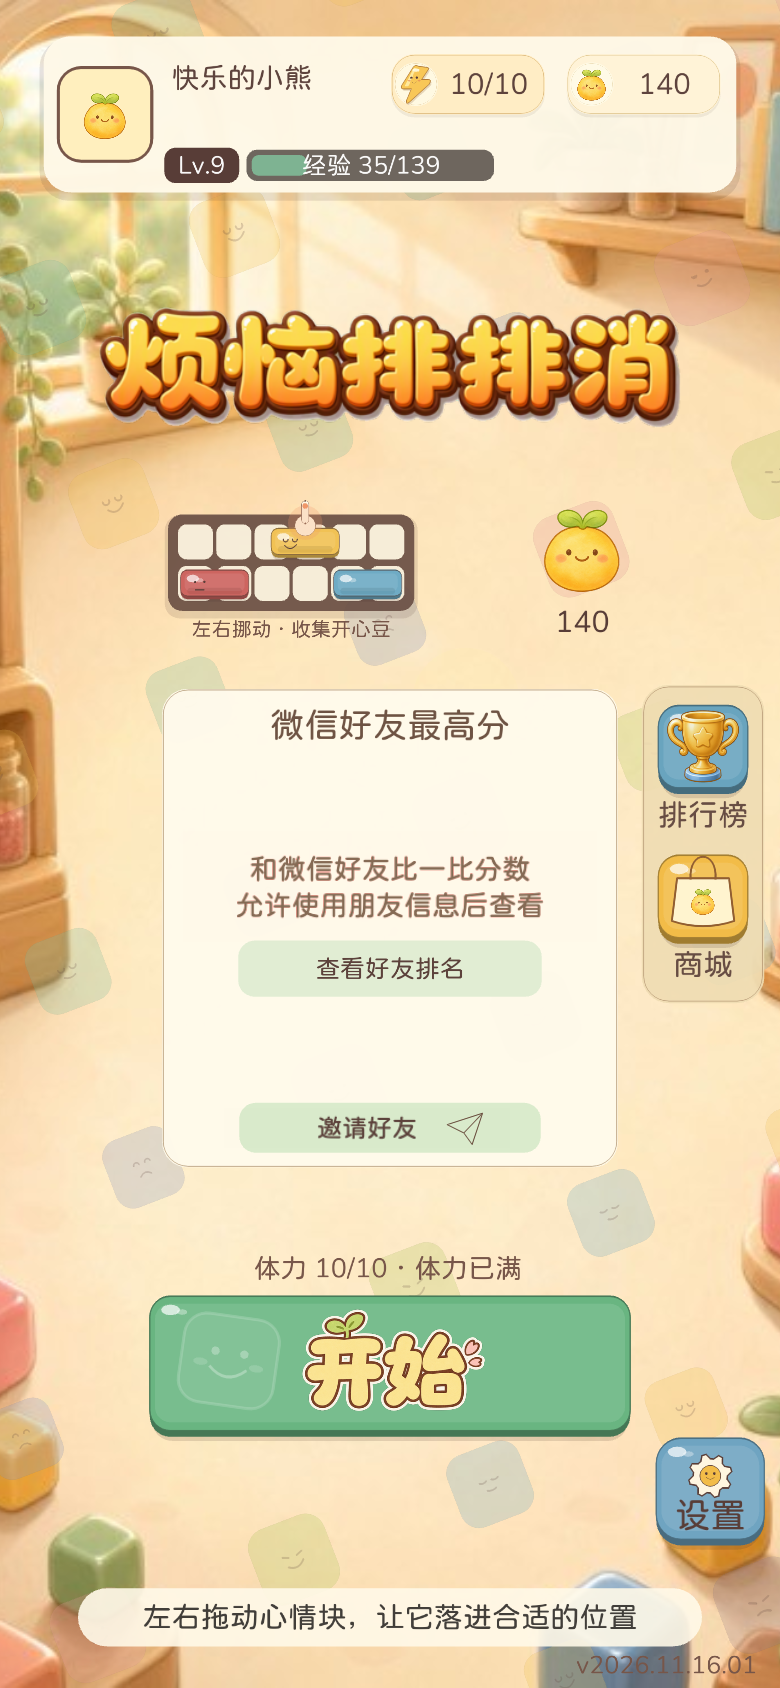 快乐的小熊
10/10
140
Lv.9
经验 35/139
烦恼排排消
左右挪动 · 收集开心豆
140
微信好友最高分
和微信好友比一比分数
允许使用朋友信息后查看
查看好友排名
邀请好友
排行榜
商城
体力 10/10 · 体力已满
开始
设置
左右拖动心情块，让它落进合适的位置
v2026.11.16.01